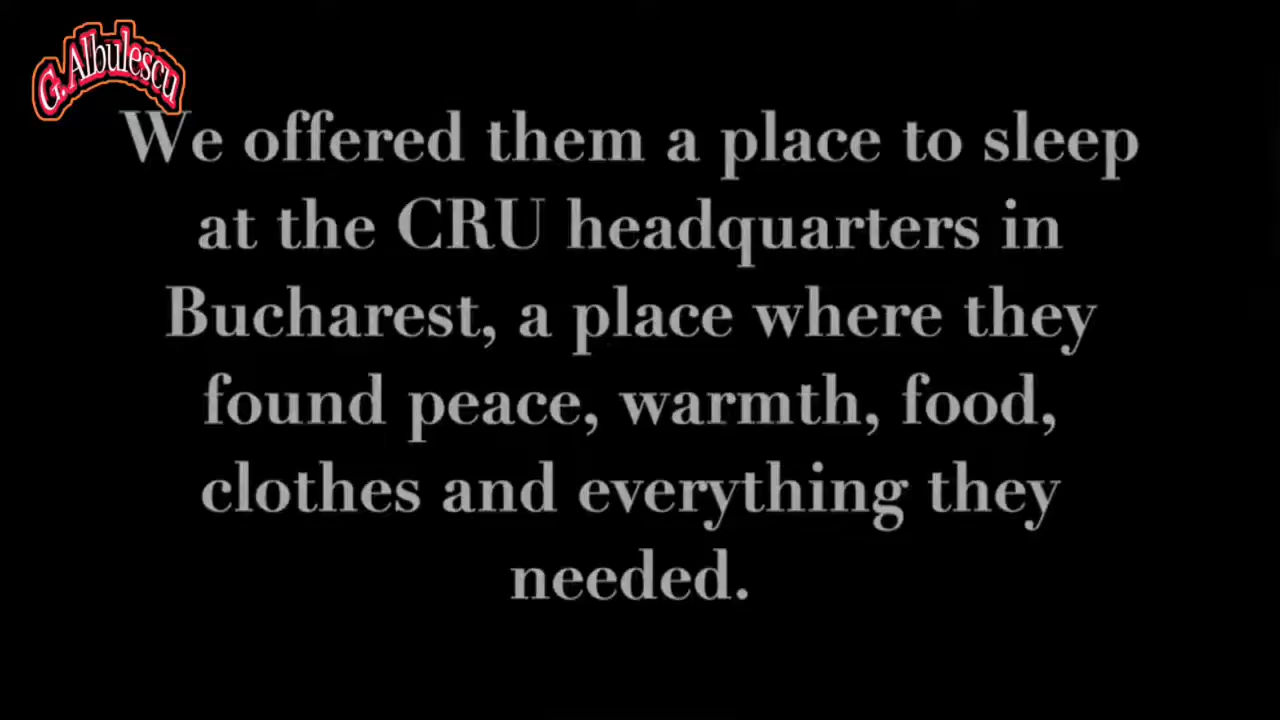 G. Albulescu
We offered them a place to sleep
at the CRU headquarters in
Bucharest, a place where they
found peace, warmth, food,
clothes and everything they
needed.